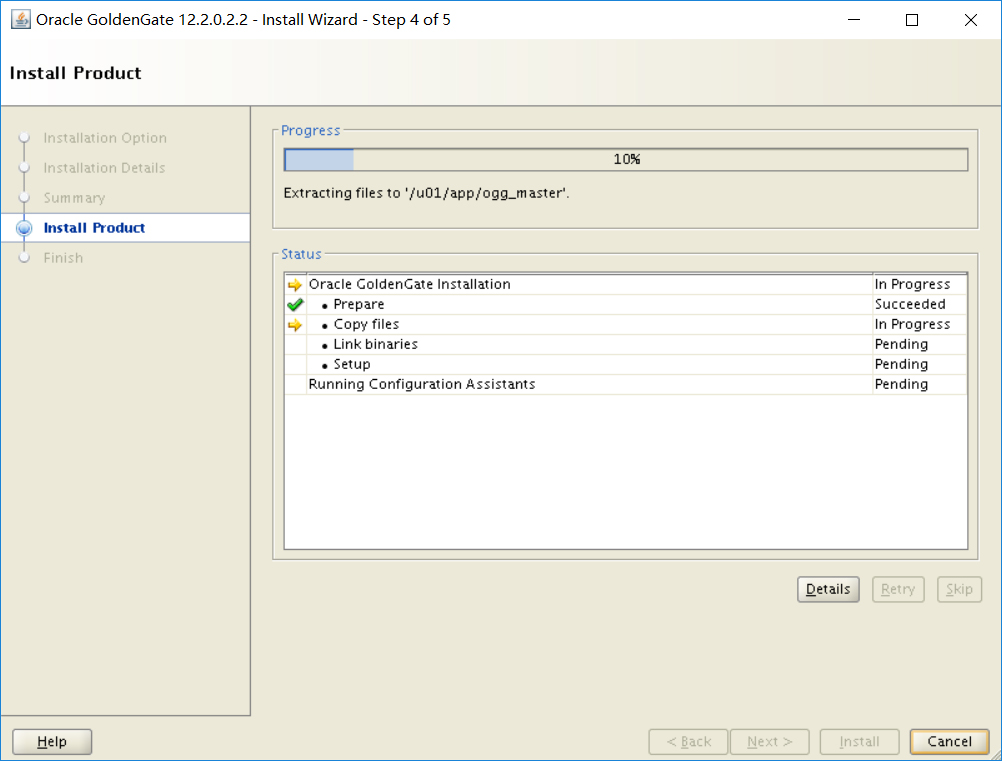 Oracle GoldenGate 12.2.0.2.2 - Install Wizard - Step 4 of 5
Install Product
Installation Option
Installation Details
Summary
Install Product
Finish
Progress
10%
Extracting files to '/u01/app/ogg_master'.
Status
Oracle GoldenGate Installation In Progress
• Prepare Succeeded
• Copy files In Progress
• Link binaries Pending
• Setup Pending
Running Configuration Assistants Pending
Details Retry Skip
Help < Back Next > Install Cancel